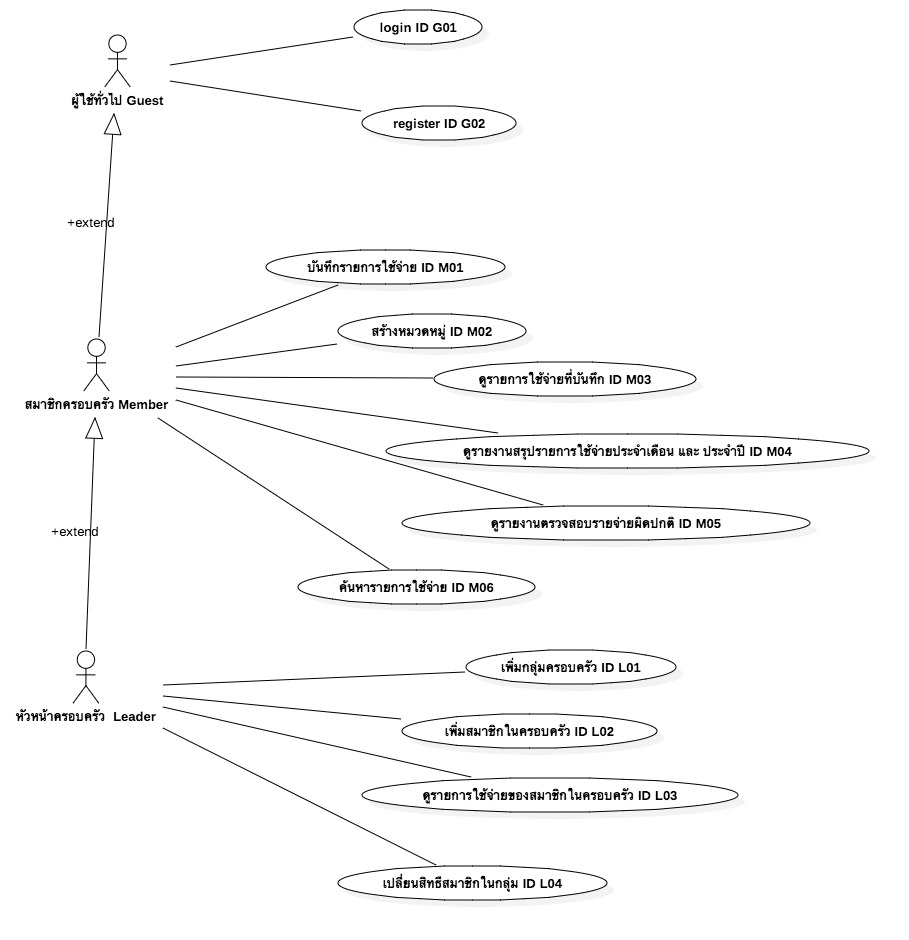 login ID G01
ผู้ใช้ทั่วไป Guest
register ID G02
+extend
บันทึกรายการใช้จ่าย ID M01
สร้างหมวดหมู่ ID M02
ดูรายการใช้จ่ายที่บันทึก ID M03
สมาชิกครอบครัว Member
ดูรายงานสรุปรายการใช้จ่ายประจำเดือน และ ประจำปี ID M04
ดูรายงานตรวจสอบรายจ่ายผิดปกติ ID M05
+extend
ค้นหารายการใช้จ่าย ID M06
เพิ่มกลุ่มครอบครัว ID L01
หัวหน้าครอบครัว Leader
เพิ่มสมาชิกในครอบครัว ID L02
ดูรายการใช้จ่ายของสมาชิกในครอบครัว ID L03
เปลี่ยนสิทธีสมาชิกในกลุ่ม ID L04